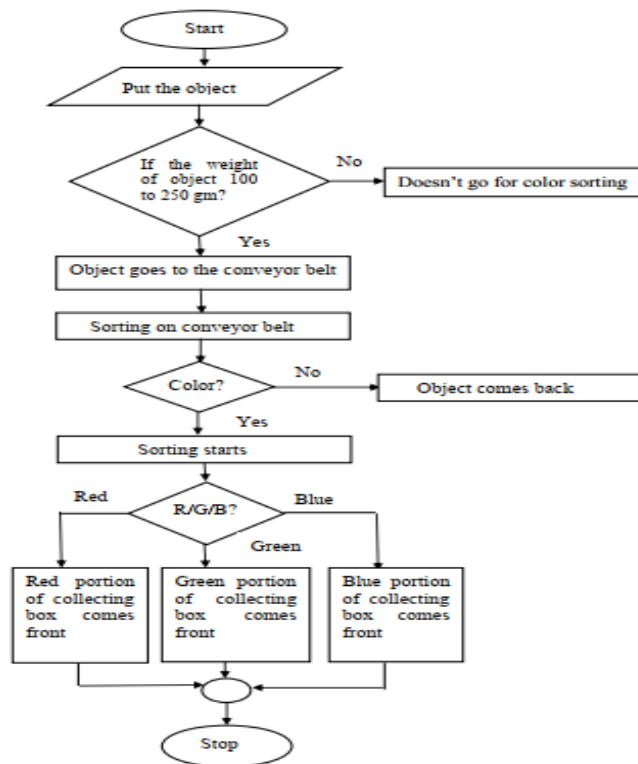 Start
Put the object
If the weight
of object 100
to 250 gm?
No
Doesn't go for color sorting
Yes
Object goes to the conveyor belt
Sorting on conveyor belt
Color?
No
Object comes back
Yes
Sorting starts
Red
R/G/B?
Blue
Green
Red portion
of collecting
box comes
front
Green portion
of collecting
box comes
front
Blue portion
of collecting
box comes
front
Stop